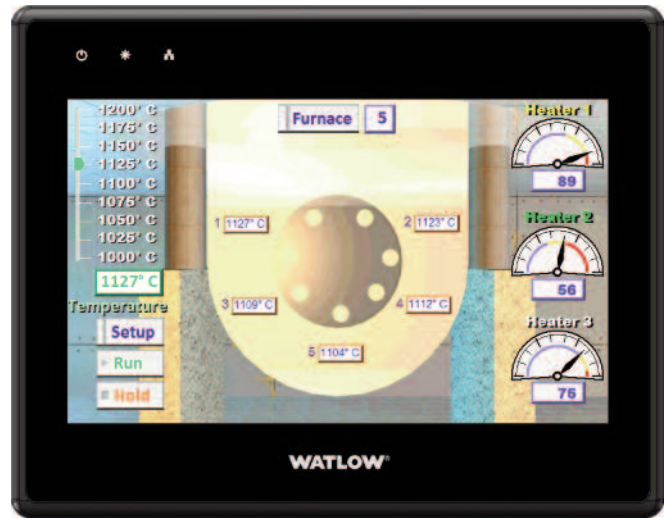 Furnace 5
1200° C
1175° C
1150° C
1125° C
1100° C
1075° C
1050° C
1025° C
1000° C
1127° C
Temperature
Setup
Run
Hold
1 1127° C
2 1123° C
3 1109° C
4 1112° C
5 1104° C
Heater 1
89
Heater 2
56
Heater 3
76
WATLOW®